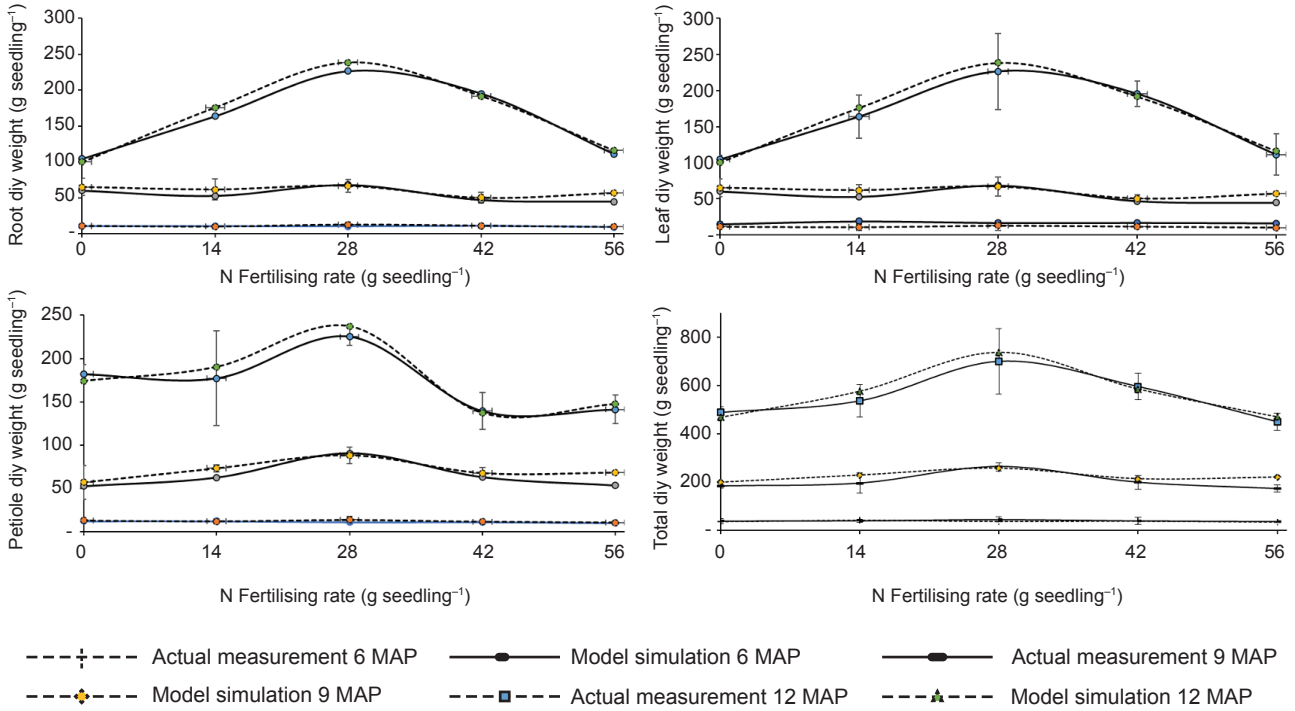 300
250
200
150
100
50
-
Root diy weight (g seedling⁻¹)
0 14 28 42 56
N Fertilising rate (g seedling⁻¹)
300
250
200
150
100
50
-
Leaf diy weight (g seedling⁻¹)
0 14 28 42 56
N Fertilising rate (g seedling⁻¹)
250
200
150
100
50
-
Petiole diy weight (g seedling⁻¹)
0 14 28 42 56
N Fertilising rate (g seedling⁻¹)
800
600
400
200
-
Total diy weight (g seedling⁻¹)
0 14 28 42 56
N Fertilising rate (g seedling⁻¹)
Actual measurement 6 MAP
Model simulation 6 MAP
Actual measurement 9 MAP
Model simulation 9 MAP
Actual measurement 12 MAP
Model simulation 12 MAP